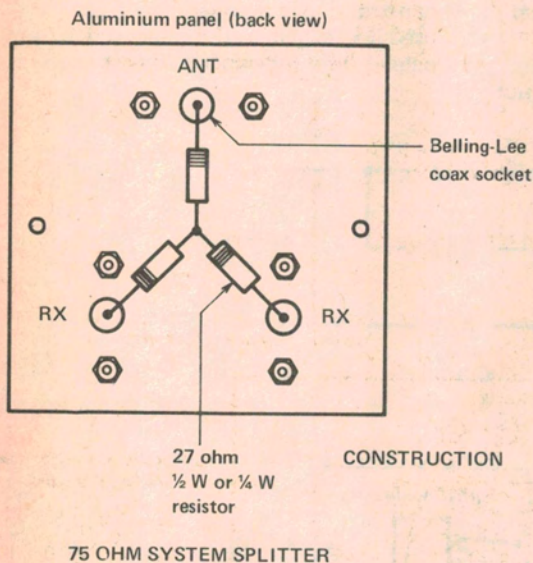 Aluminium panel (back view)
ANT
Belling-Lee
coax socket
RX
RX
27 ohm
½ W or ¼ W
resistor
CONSTRUCTION
75 OHM SYSTEM SPLITTER